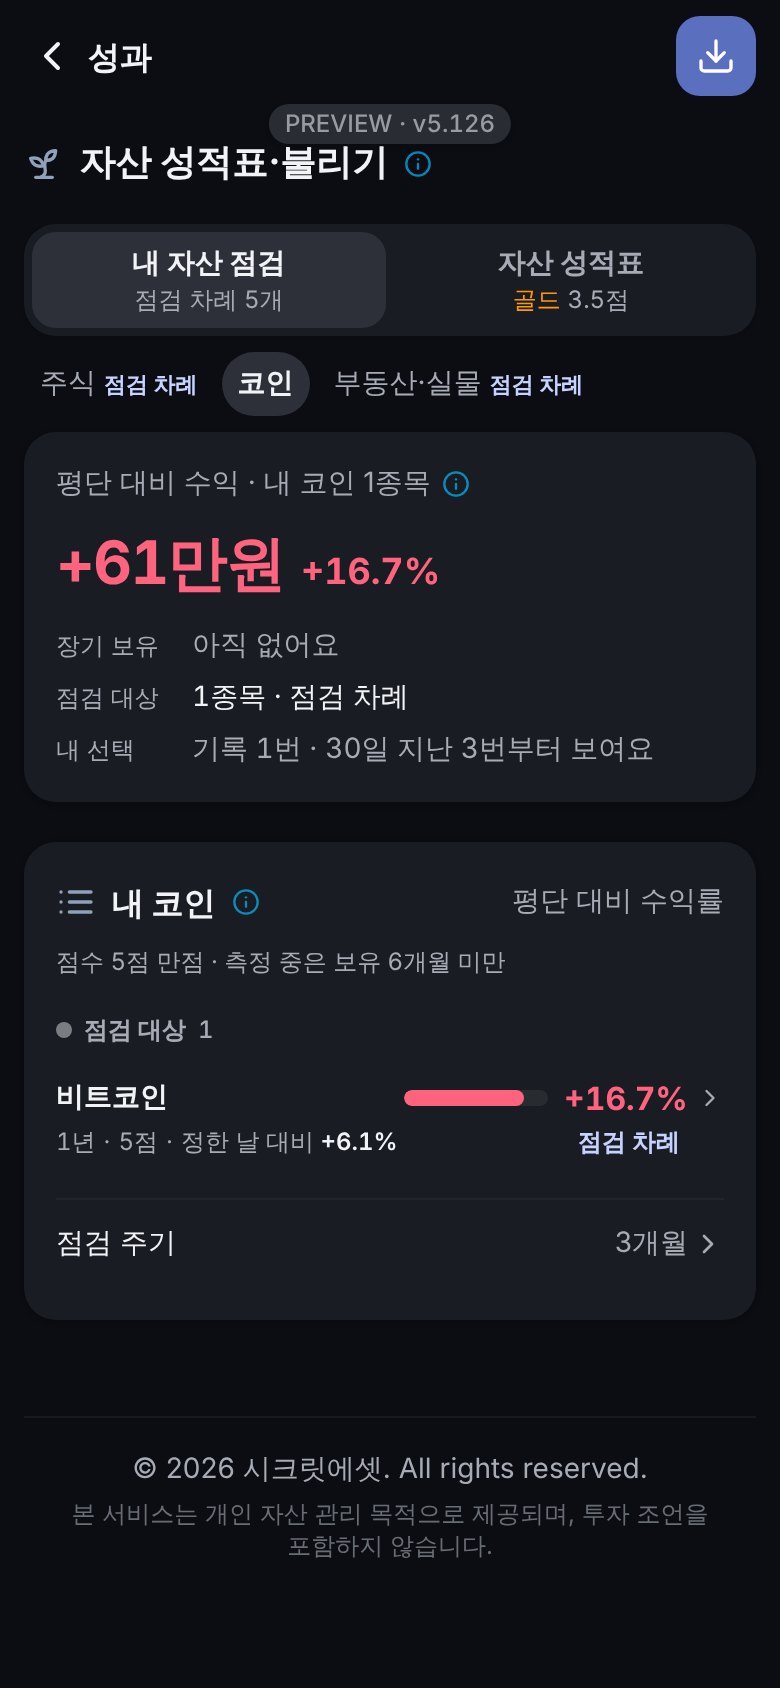 성과
PREVIEW · v5.126
자산 성적표·불리기
내 자산 점검
점검 차례 5개
자산 성적표
골드 3.5점
주식 점검 차례
코인
부동산·실물 점검 차례
평단 대비 수익 · 내 코인 1종목
+61만원 +16.7%
장기 보유 아직 없어요
점검 대상 1종목 · 점검 차례
내 선택 기록 1번 · 30일 지난 3번부터 보여요
내 코인
평단 대비 수익률
점수 5점 만점 · 측정 중은 보유 6개월 미만
점검 대상 1
비트코인 +16.7%
1년 · 5점 · 정한 날 대비 +6.1% 점검 차례
점검 주기 3개월
© 2026 시크릿에셋. All rights reserved.
본 서비스는 개인 자산 관리 목적으로 제공되며, 투자 조언을
포함하지 않습니다.